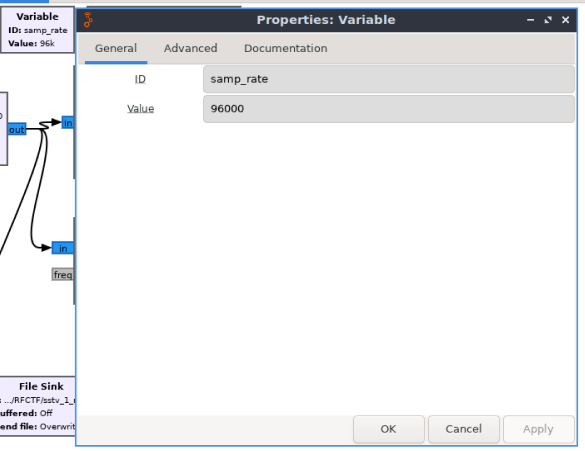 Variable
ID: samp_rate
Value: 96k
out
in
in
freq
File Sink
: .../RFCTF/sstv_1_
uffered: Off
end file: Overwrit
Properties: Variable
General Advanced Documentation
ID samp_rate
Value 96000
OK Cancel Apply